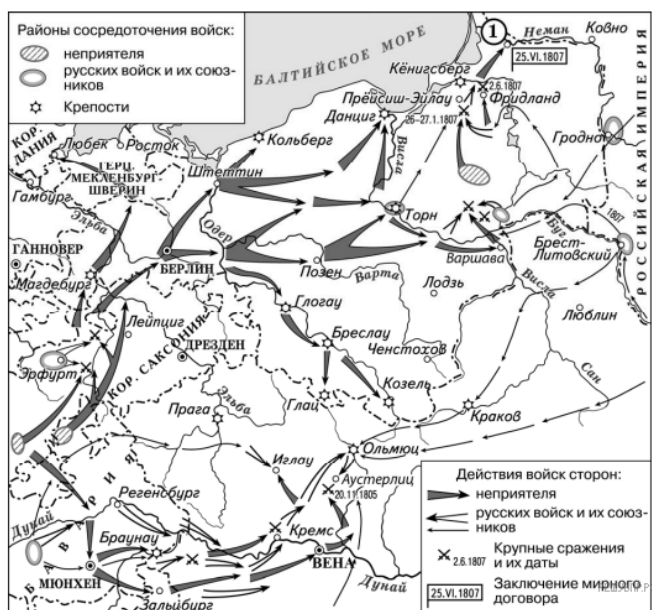 Районы сосредоточения войск:
неприятеля
русских войск и их союз-
ников
Крепости
БАЛТИЙСКОЕ МОРЕ
1
Неман
Ковно
25.VI.1807
РОССИЙСКАЯ ИМПЕРИЯ
Кёнигсберг
2.6.1807
Прейсиш-Эйлау
Фридланд
Данциг
26–27.1.1807
Гродно
Кольберг
КОР.
ДАНИЯ
Любек
Росток
ГЕРЦ.
МЕКЛЕНБУРГ
ШВЕРИН
Штеттин
Висла
Гамбург
Эльба
Торн
1807
Буг
Брест-
Литовский
ГАННОВЕР
Одер
БЕРЛИН
Варшава
Познен
Варта
Магдебург
Лодзь
Висла
Люблин
Глогау
Лейпциг
КОР. САКСОНИЯ
ДРЕЗДЕН
Бреслау
Ченстохов
Эрфурт
Козель
Сан
Эльба
Глац
Прага
Краков
Ольмюц
Иглау
Аустерлиц
20.11.1805
БАВАРИЯ
Регенсбург
Дунай
Браунау
Кремс
ВЕНА
МЮНХЕН
Дунай
Зальцбург
Действия войск сторон:
неприятеля
русских войск и их союз-
ников
2.6.1807
Крупные сражения
и их даты
25.VI.1807
Заключение мирного
договора